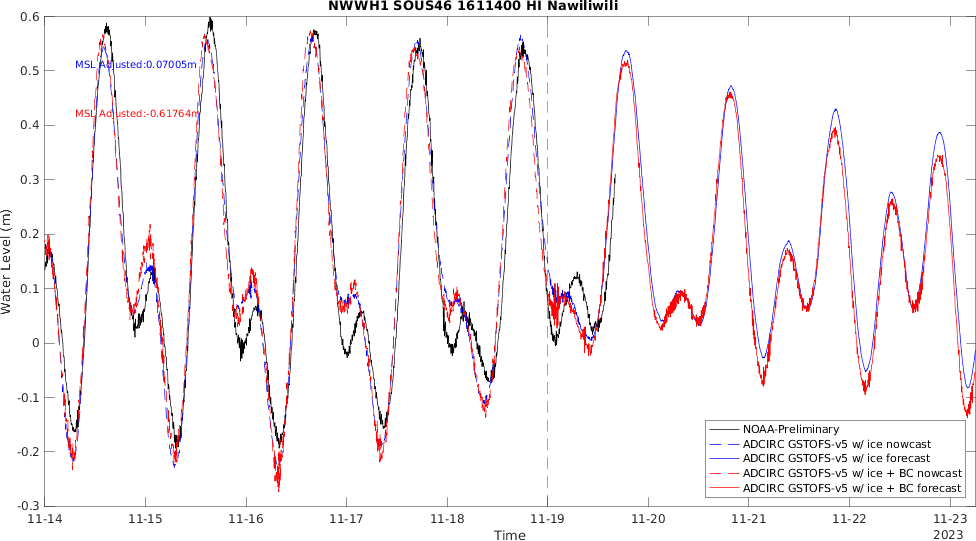 NWWH1 SOUS46 1611400 HI Nawiliwili
0.6
0.5
0.4
0.3
0.2
0.1
0
-0.1
-0.2
-0.3
Water Level (m)
MSL Adjusted:0.07005m
MSL Adjusted:-0.61764m
NOAA-Preliminary
ADCIRC GSTOFS-v5 w/ ice nowcast
ADCIRC GSTOFS-v5 w/ ice forecast
ADCIRC GSTOFS-v5 w/ ice + BC nowcast
ADCIRC GSTOFS-v5 w/ ice + BC forecast
11-14 11-15 11-16 11-17 11-18 11-19 11-20 11-21 11-22 11-23
Time 2023